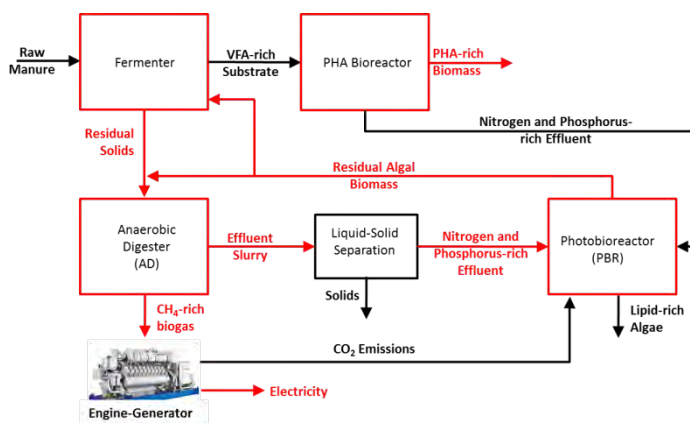 Raw
Manure
Fermenter
VFA-rich
Substrate
PHA Bioreactor
PHA-rich
Biomass
Nitrogen and Phosphorus-
rich Effluent
Residual
Solids
Residual Algal
Biomass
Anaerobic
Digester
(AD)
Effluent
Slurry
Liquid-Solid
Separation
Nitrogen and
Phosphorus-rich
Effluent
Photobioreactor
(PBR)
Solids
Lipid-rich
Algae
CH₄-rich
biogas
CO₂ Emissions
Electricity
Engine-Generator